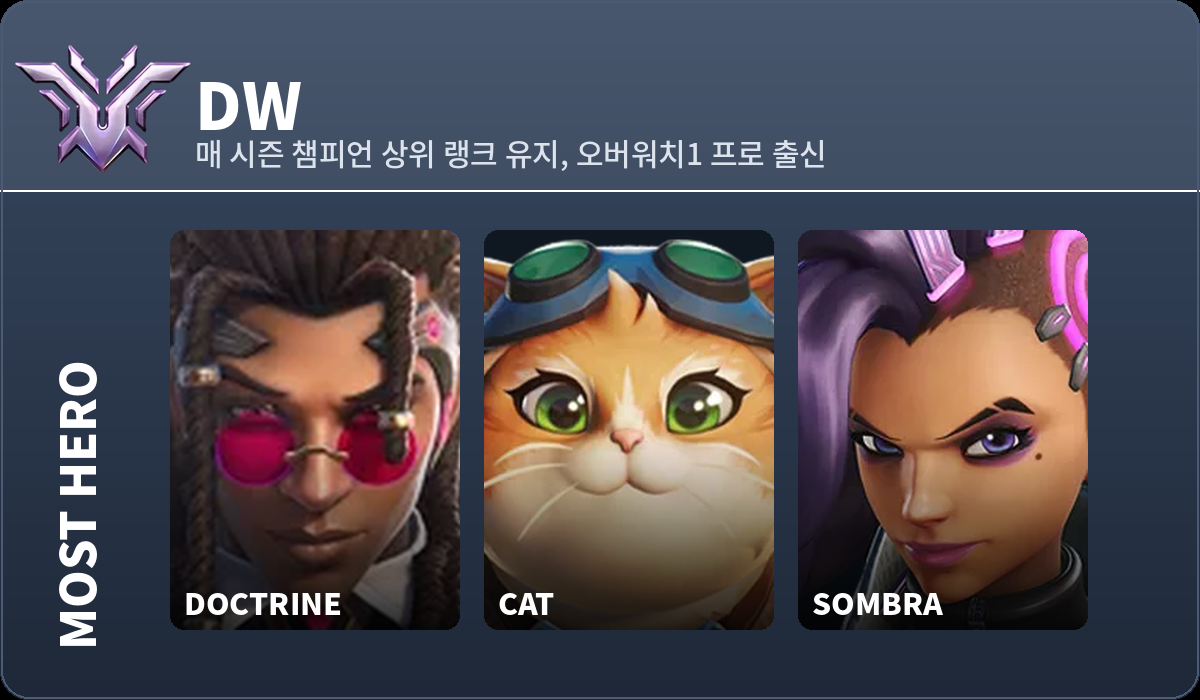 DW
매 시즌 챔피언 상위 랭크 유지, 오버워치1 프로 출신
MOST HERO
DOCTRINE
CAT
SOMBRA